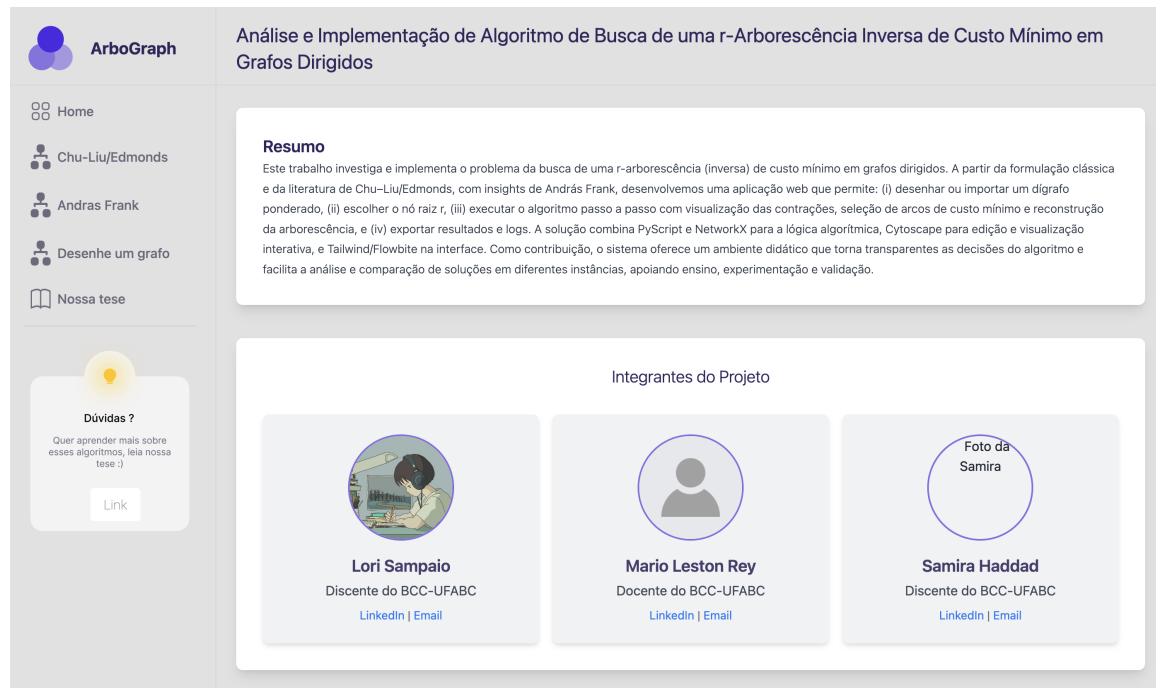 ArboGraph
Home
Chu-Liu/Edmonds
Andras Frank
Desenhe um grafo
Nossa tese
Dúvidas ?
Quer aprender mais sobre
esses algoritmos, leia nossa
tese :)
Link
Análise e Implementação de Algoritmo de Busca de uma r-Arborescência Inversa de Custo Mínimo em
Grafos Dirigidos
Resumo
Este trabalho investiga e implementa o problema da busca de uma r-arborescência (inversa) de custo mínimo em grafos dirigidos. A partir da formulação clássica
e da literatura de Chu–Liu/Edmonds, com insights de András Frank, desenvolvemos uma aplicação web que permite: (i) desenhar ou importar um dígrafo
ponderado, (ii) escolher o nó raiz r, (iii) executar o algoritmo passo a passo com visualização das contrações, seleção de arcos de custo mínimo e reconstrução
da arborescência, e (iv) exportar resultados e logs. A solução combina PyScript e NetworkX para a lógica algorítmica, Cytoscape para edição e visualização
interativa, e Tailwind/Flowbite na interface. Como contribuição, o sistema oferece um ambiente didático que torna transparentes as decisões do algoritmo e
facilita a análise e comparação de soluções em diferentes instâncias, apoiando ensino, experimentação e validação.
Integrantes do Projeto
Lori Sampaio
Discente do BCC-UFABC
LinkedIn | Email
Mario Leston Rey
Docente do BCC-UFABC
LinkedIn | Email
Foto da
Samira
Samira Haddad
Discente do BCC-UFABC
LinkedIn | Email